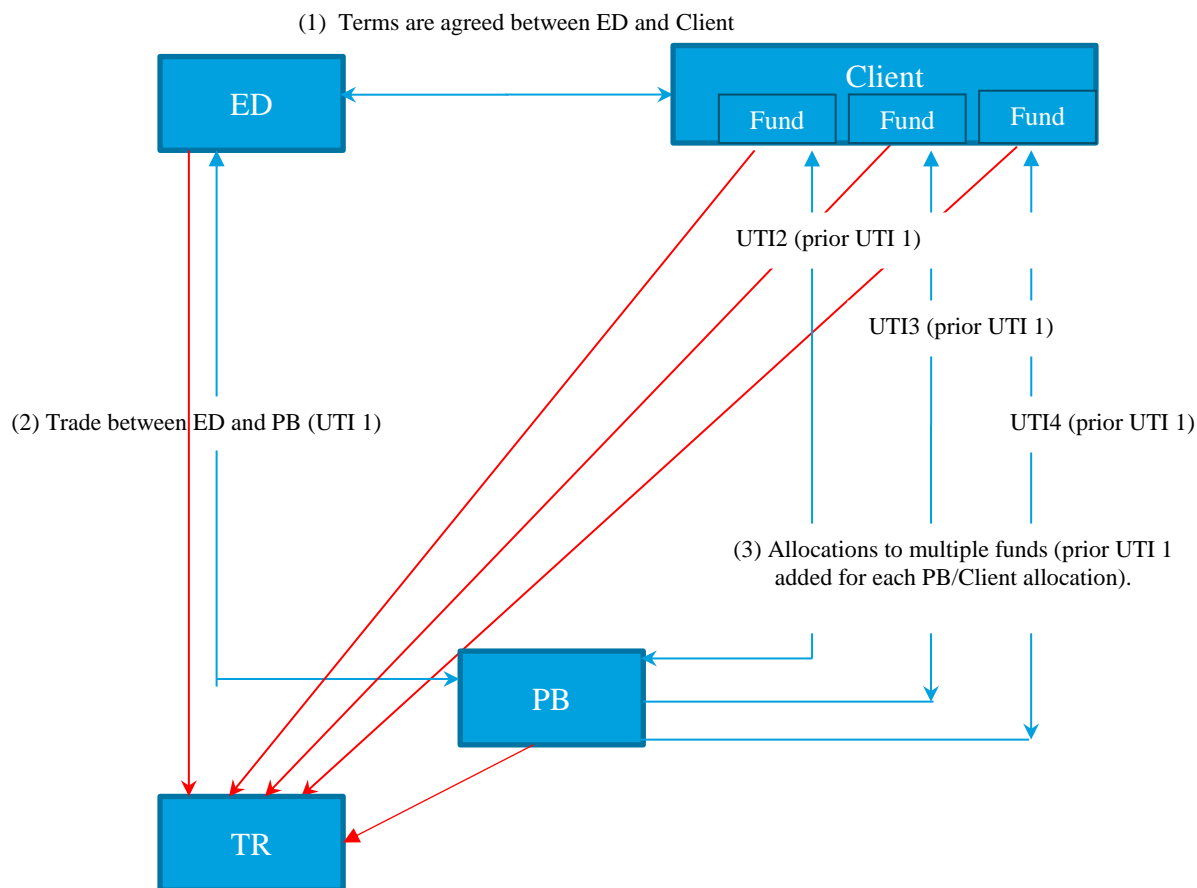 (1) Terms are agreed between ED and Client
ED
Client
Fund
Fund
Fund
UTI2 (prior UTI 1)
UTI3 (prior UTI 1)
(2) Trade between ED and PB (UTI 1)
UTI4 (prior UTI 1)
(3) Allocations to multiple funds (prior UTI 1
added for each PB/Client allocation).
PB
TR